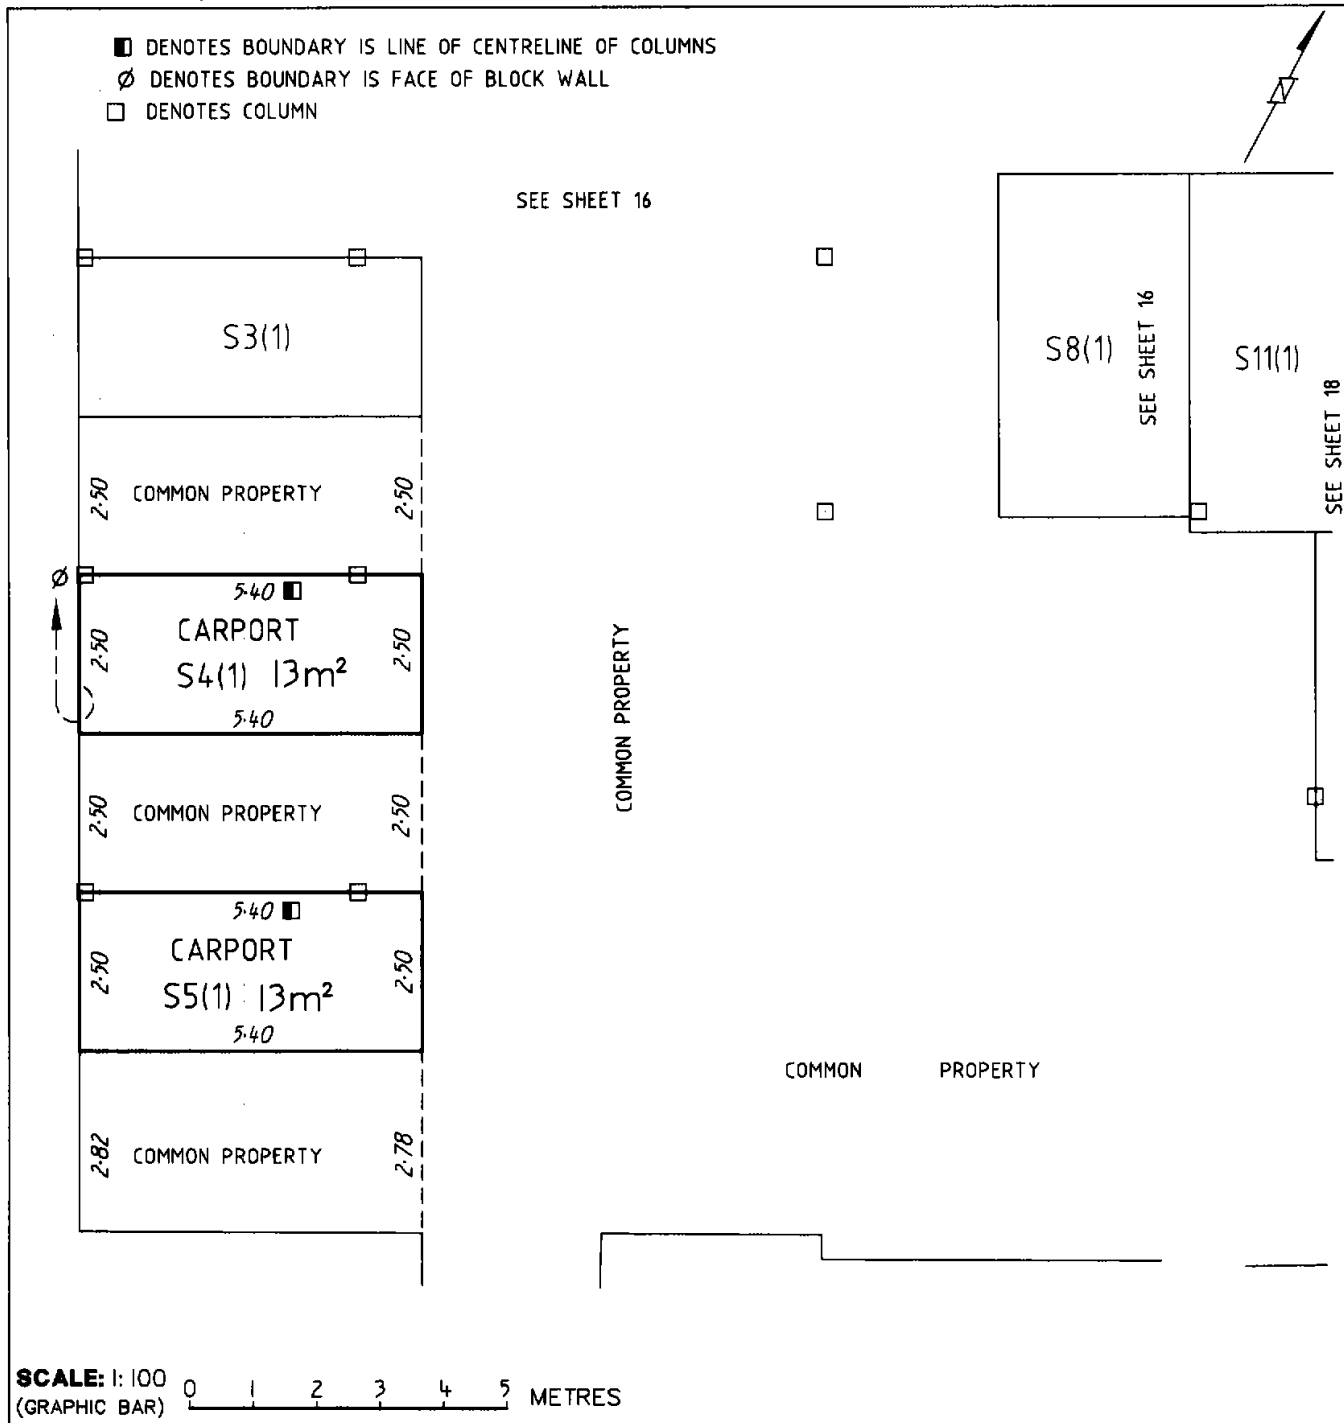 DENOTES BOUNDARY IS LINE OF CENTRELINE OF COLUMNS
Ø DENOTES BOUNDARY IS FACE OF BLOCK WALL
DENOTES COLUMN
N
SEE SHEET 16
S3(1)
S8(1)
SEE SHEET 16
S11(1)
SEE SHEET 18
2.50 COMMON PROPERTY 2.50
Ø
5.40
CARPORT
2.50 S4(1) 13m² 2.50
5.40
COMMON PROPERTY
2.50 COMMON PROPERTY 2.50
5.40
CARPORT
2.50 S5(1) 13m² 2.50
5.40
COMMON PROPERTY
2.82 COMMON PROPERTY 2.78
SCALE: 1:100
(GRAPHIC BAR)
0 1 2 3 4 5 METRES